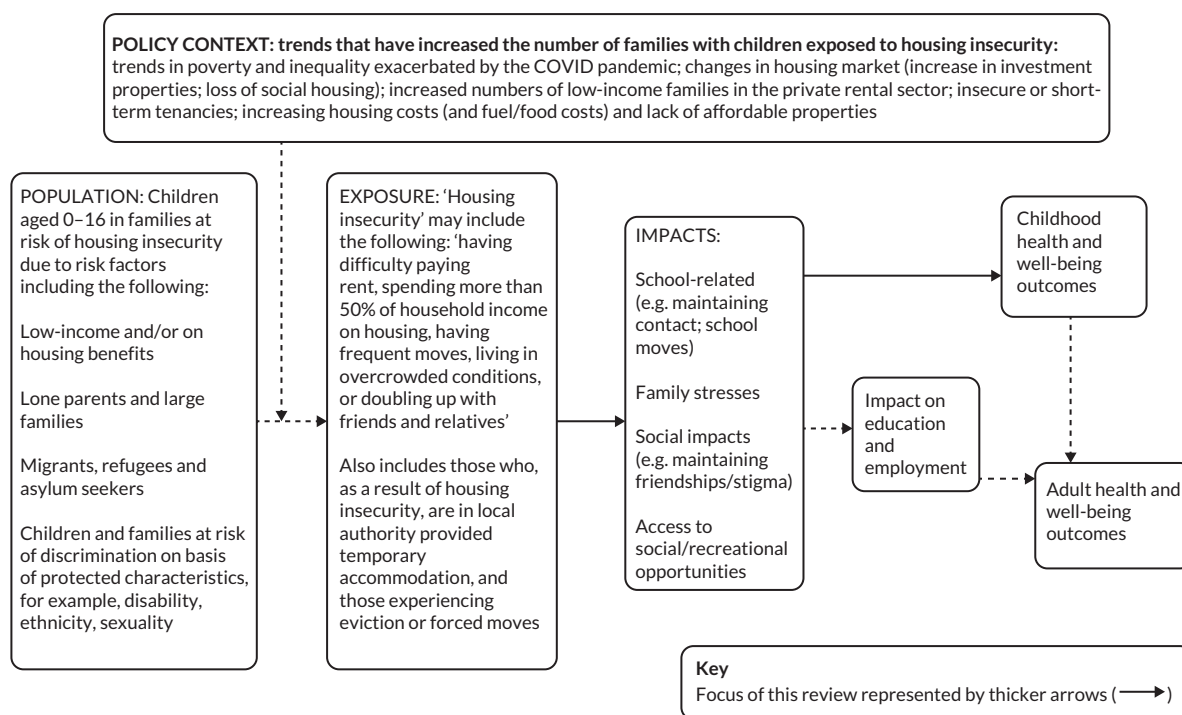 POLICY CONTEXT: trends that have increased the number of families with children exposed to housing insecurity:
trends in poverty and inequality exacerbated by the COVID pandemic; changes in housing market (increase in investment
properties; loss of social housing); increased numbers of low-income families in the private rental sector; insecure or short-
term tenancies; increasing housing costs (and fuel/food costs) and lack of affordable properties
POPULATION: Children
aged 0–16 in families at
risk of housing insecurity
due to risk factors
including the following:
Low-income and/or on
housing benefits
Lone parents and large
families
Migrants, refugees and
asylum seekers
Children and families at risk
of discrimination on basis
of protected characteristics,
for example, disability,
ethnicity, sexuality
EXPOSURE: ‘Housing
insecurity’ may include
the following: ‘having
difficulty paying
rent, spending more than
50% of household income
on housing, having
frequent moves, living in
overcrowded conditions,
or doubling up with
friends and relatives’
Also includes those who,
as a result of housing
insecurity, are in local
authority provided
temporary
accommodation, and
those experiencing
eviction or forced moves
IMPACTS:
School-related
(e.g. maintaining
contact; school
moves)
Family stresses
Social impacts
(e.g. maintaining
friendships/stigma)
Access to
social/recreational
opportunities
Childhood
health and
well-being
outcomes
Impact on
education
and
employment
Adult health and
well-being
outcomes
Key
Focus of this review represented by thicker arrows (⟶)